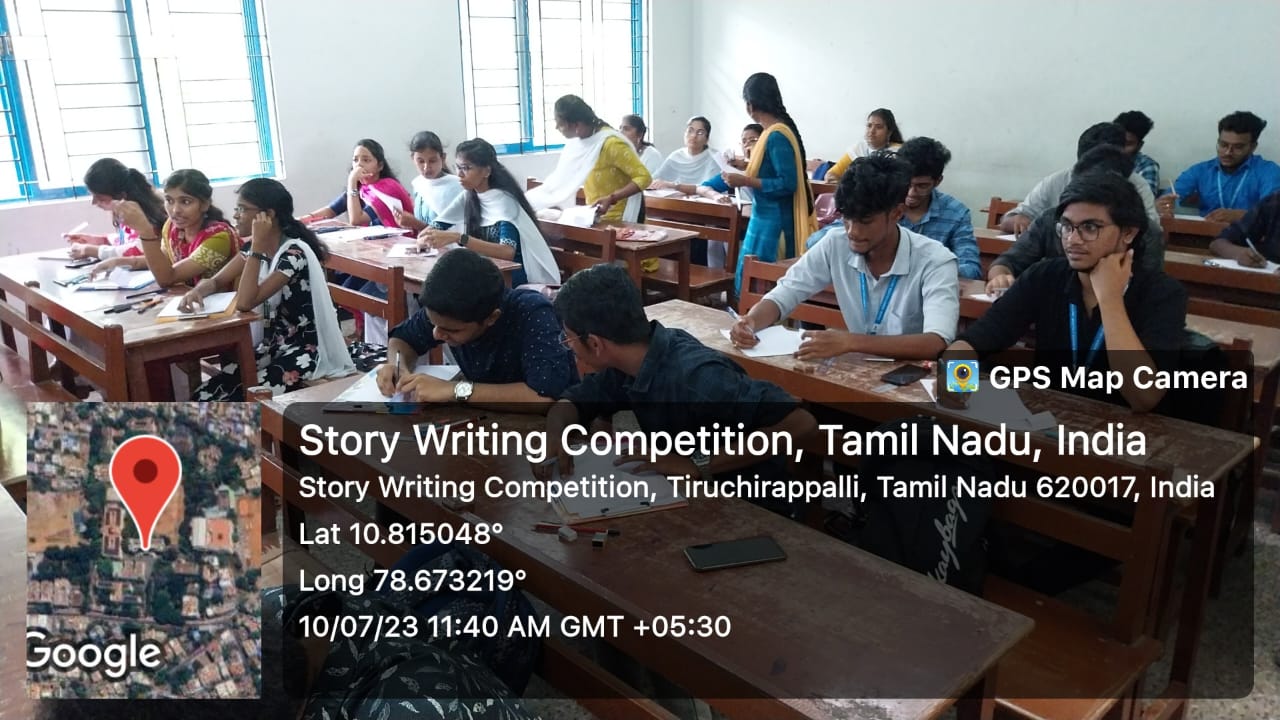 GPS Map Camera
Story Writing Competition, Tamil Nadu, India
Story Writing Competition, Tiruchirappalli, Tamil Nadu 620017, India
Lat 10.815048°
Long 78.673219°
10/07/23 11:40 AM GMT +05:30
Google